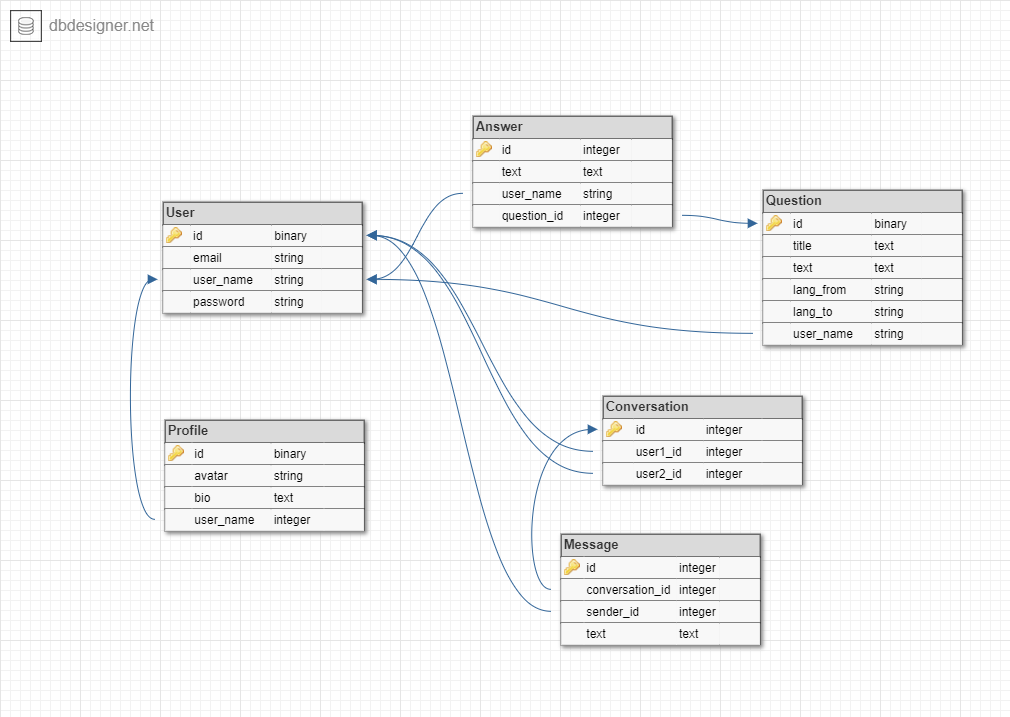 dbdesigner.net
Answer
id integer
text text
user_name string
question_id integer
User
id binary
email string
user_name string
password string
Question
id binary
title text
text text
lang_from string
lang_to string
user_name string
Profile
id binary
avatar string
bio text
user_name integer
Conversation
id integer
user1_id integer
user2_id integer
Message
id integer
conversation_id integer
sender_id integer
text text